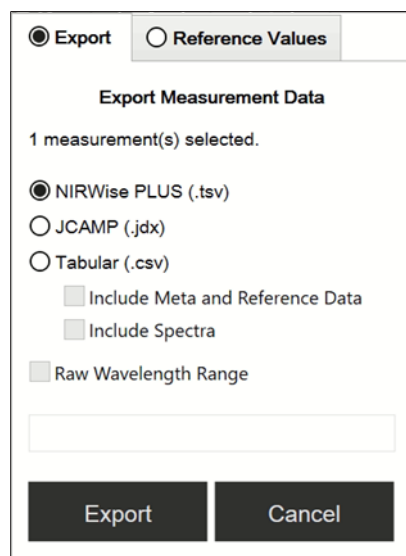 Export
Reference Values
Export Measurement Data
1 measurement(s) selected.
NIRWise PLUS (.tsv)
JCAMP (.jdx)
Tabular (.csv)
Include Meta and Reference Data
Include Spectra
Raw Wavelength Range
Export
Cancel